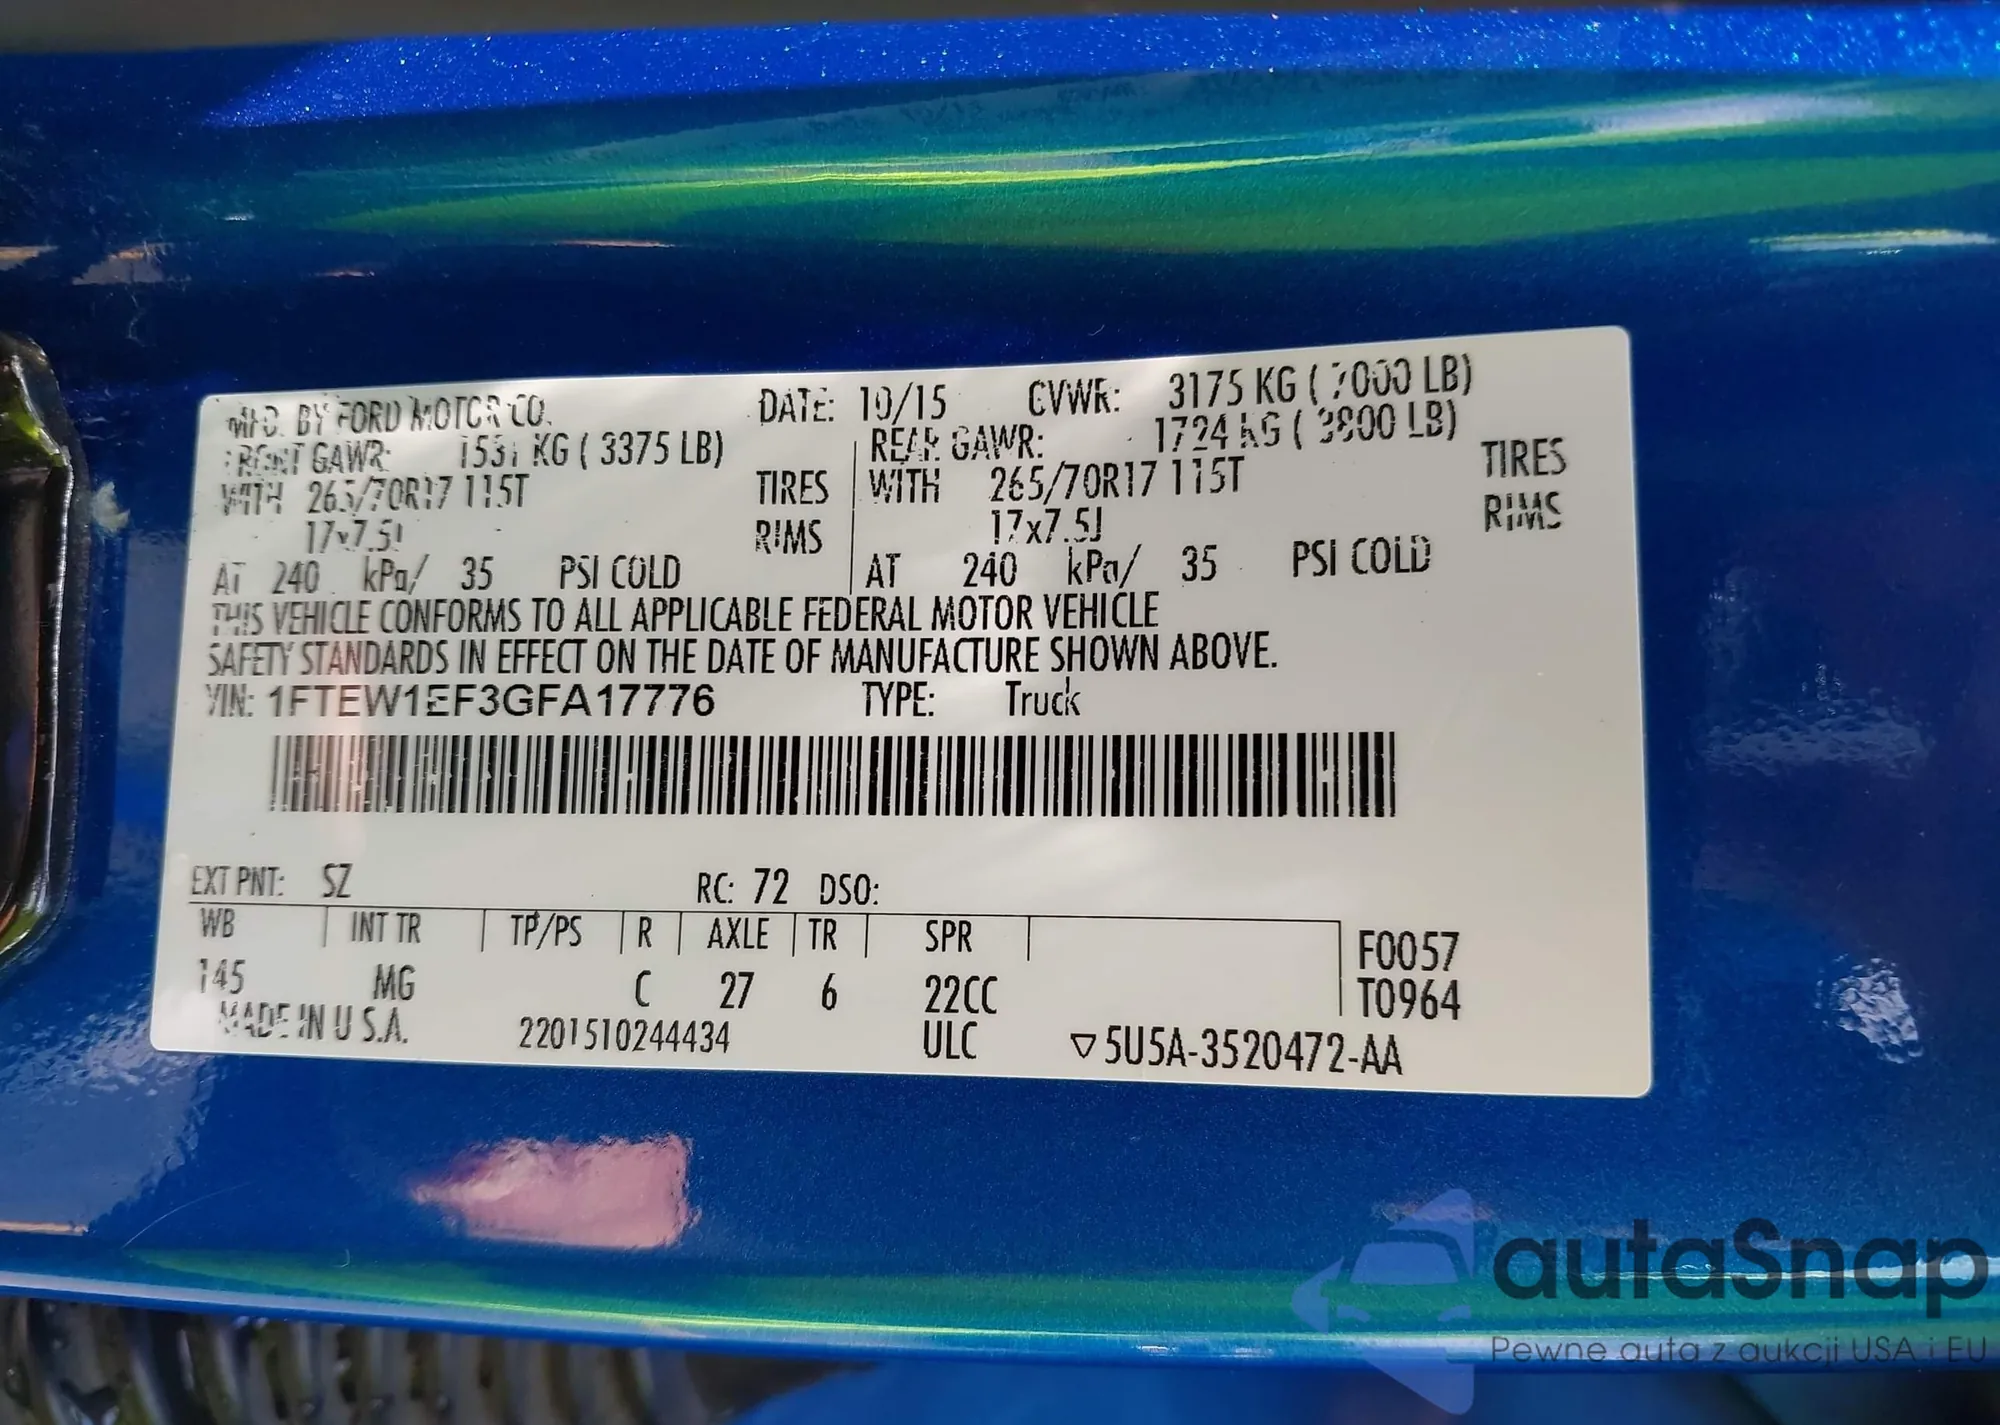 MFD. BY FORD MOTOR CO. DATE: 10/15 GVWR: 3175 KG ( 7000 LB)
FRONT GAWR: 1531 KG ( 3375 LB) REAR GAWR: 1724 KG ( 3800 LB)
WITH 265/70R17 115T TIRES WITH 265/70R17 115T TIRES
17x7.5J RIMS 17x7.5J RIMS
AT 240 kPa/ 35 PSI COLD AT 240 kPa/ 35 PSI COLD
THIS VEHICLE CONFORMS TO ALL APPLICABLE FEDERAL MOTOR VEHICLE
SAFETY STANDARDS IN EFFECT ON THE DATE OF MANUFACTURE SHOWN ABOVE.
VIN: 1FTEW1EF3GFA17776 TYPE: Truck
EXT PNT: SZ RC: 72 DSO:
WB INT TR TP/PS R AXLE TR SPR F0057
145 MG C 27 6 22CC T0964
MADE IN U.S.A. 2201510244434 ULC ▽5U5A-3520472-AA
autaSnap
Pewne auta z aukcji USA i EU